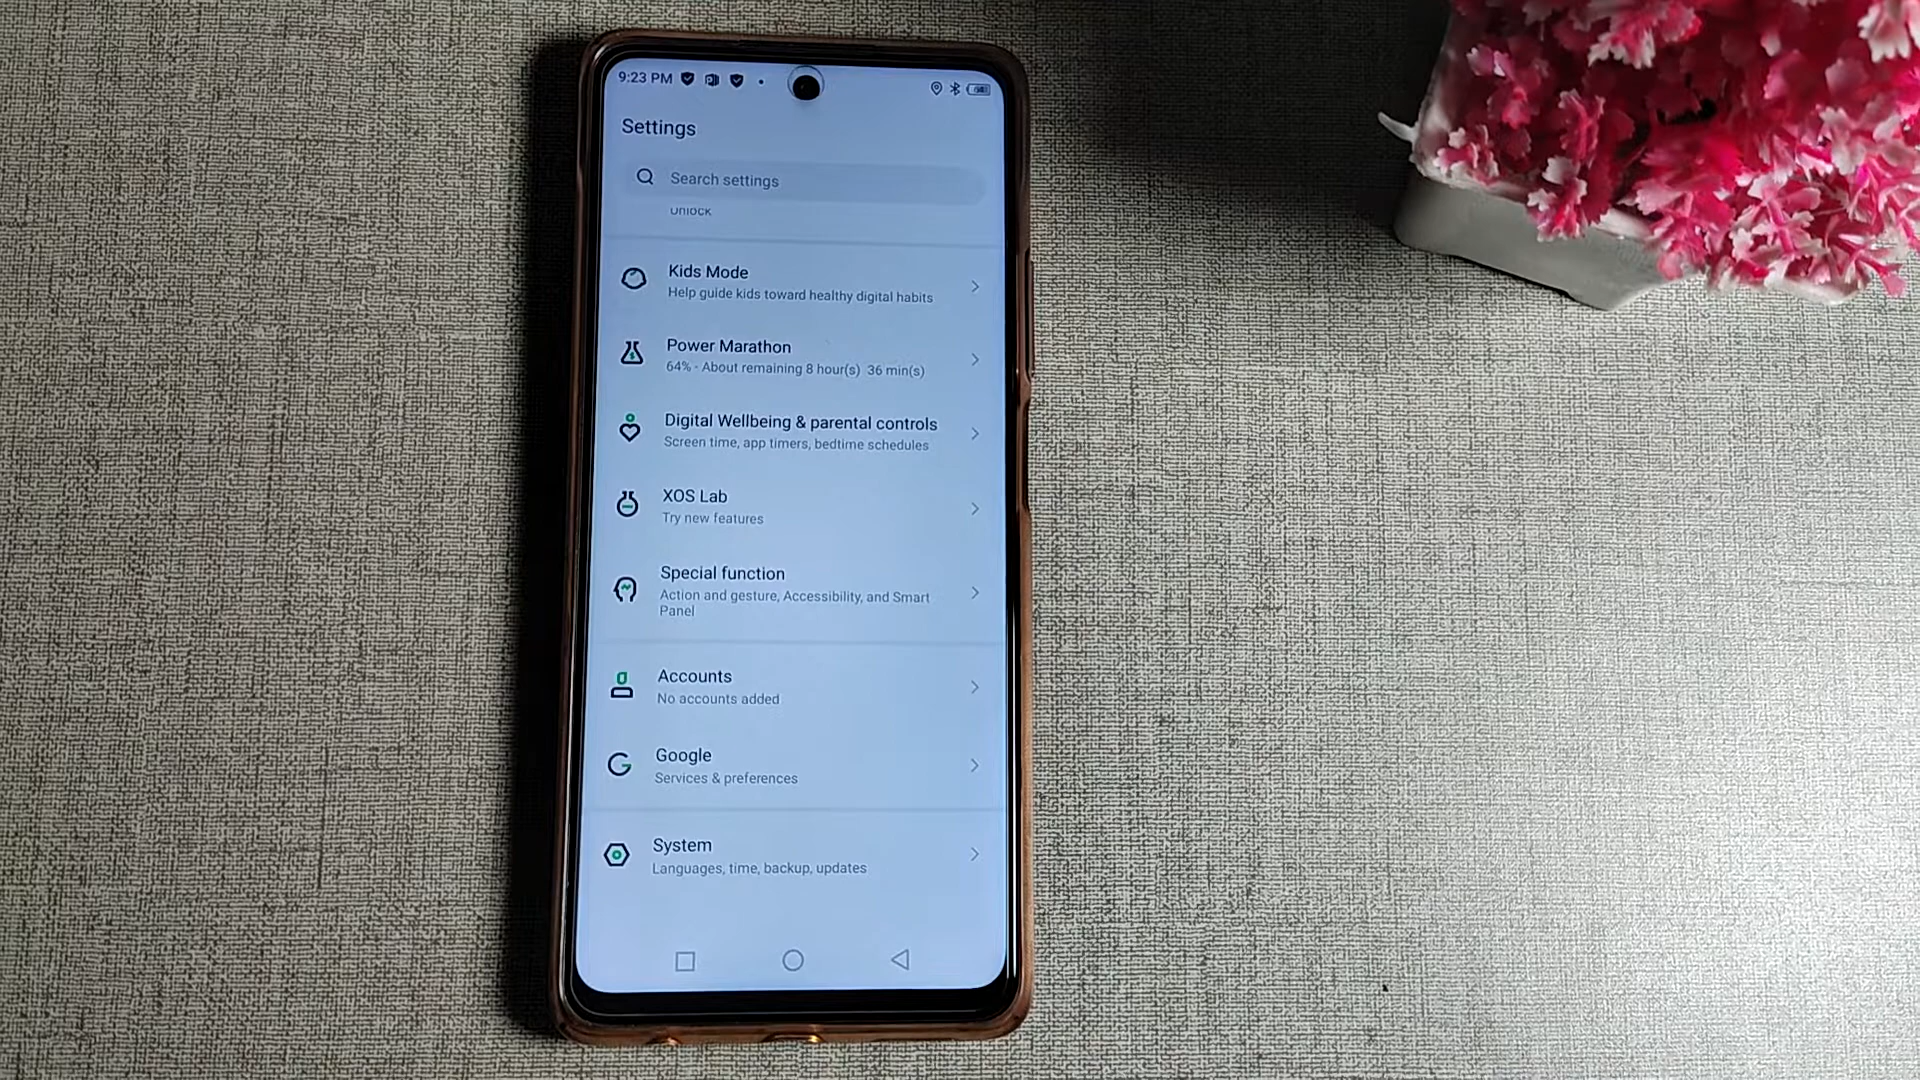 9:23 PM
Settings
Search settings
unlock
Kids Mode
Help guide kids toward healthy digital habits
Power Marathon
64% - About remaining 8 hour(s) 36 min(s)
Digital Wellbeing & parental controls
Screen time, app timers, bedtime schedules
XOS Lab
Try new features
Special function
Action and gesture, Accessibility, and Smart
Panel
Accounts
No accounts added
Google
Services & preferences
System
Languages, time, backup, updates